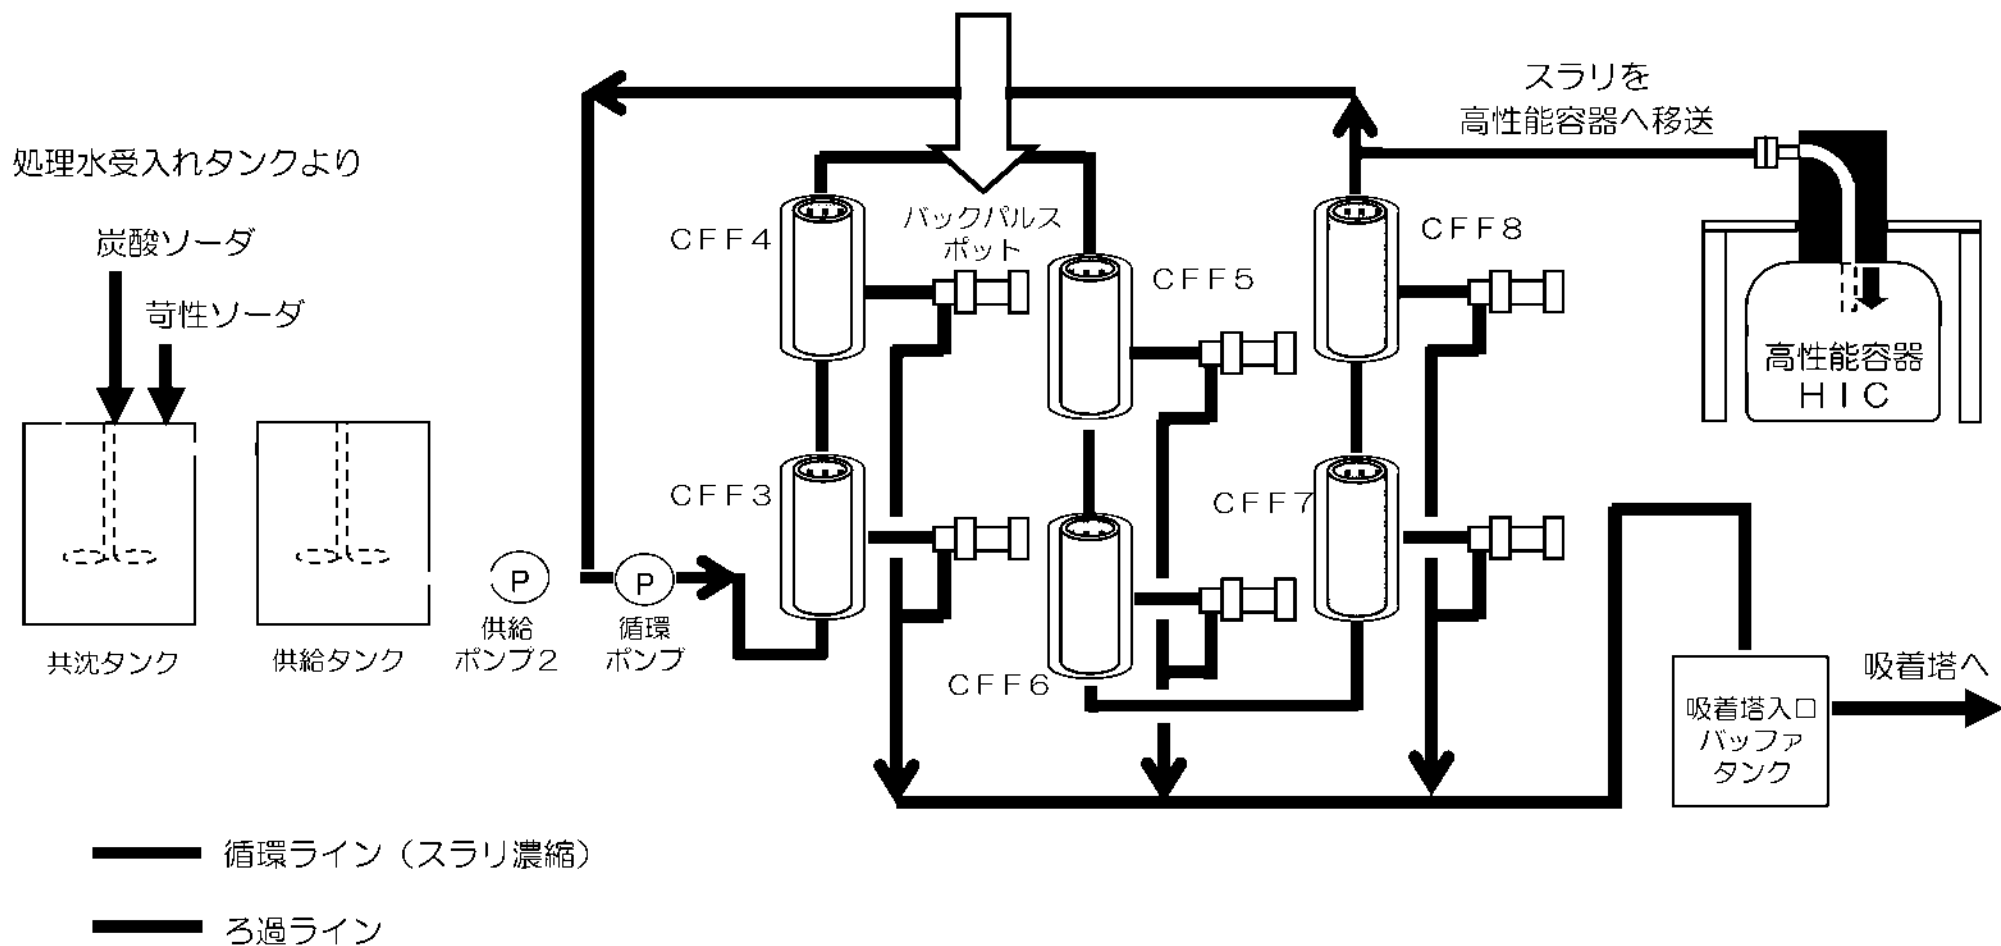 スラリを
高性能容器へ移送
処理水受入れタンクより
炭酸ソーダ
苛性ソーダ
CFF4
バックパルス
ポット
CFF5
CFF8
高性能容器
HIC
CFF3
CFF7
P
P
供給
ポンプ2
循環
ポンプ
共沈タンク
供給タンク
CFF6
吸着塔へ
吸着塔入口
バッファ
タンク
循環ライン（スラリ濃縮）
ろ過ライン